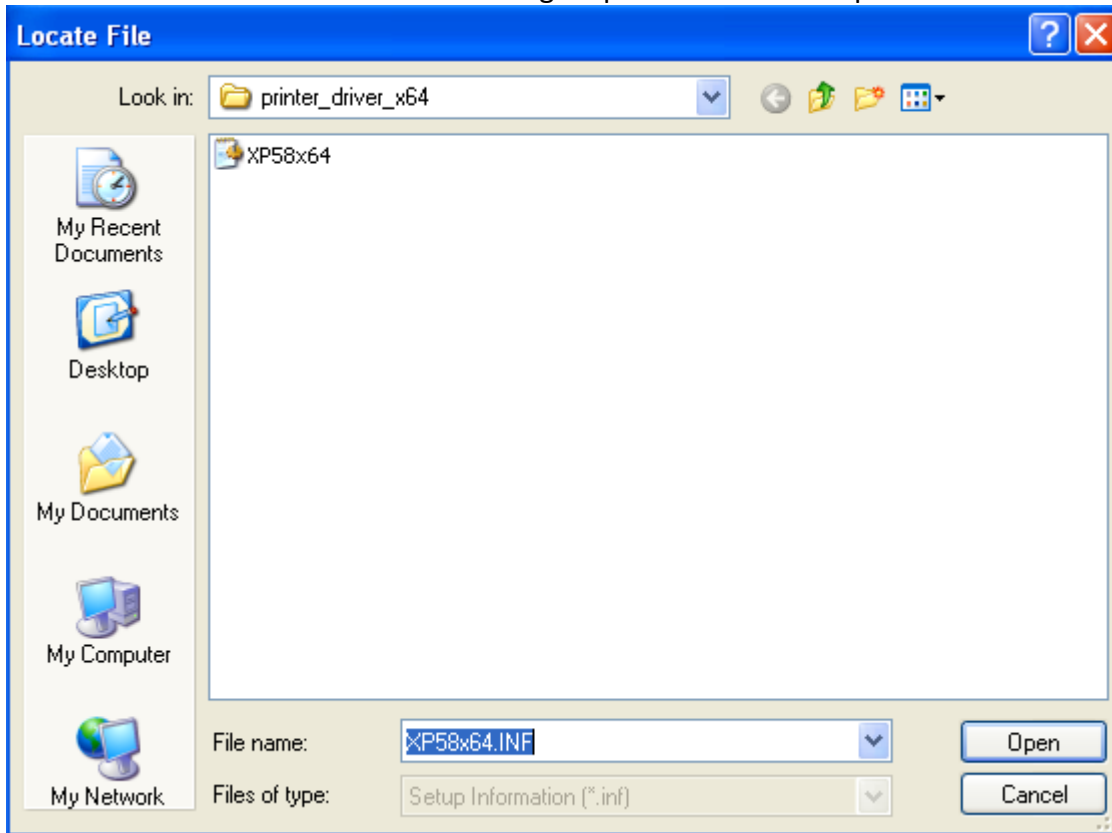 Locate File
Look in:
printer_driver_x64
XP58x64
My Recent
Documents
Desktop
My Documents
My Computer
My Network
File name:
XP58x64.INF
Open
Files of type:
Setup Information (*.inf)
Cancel